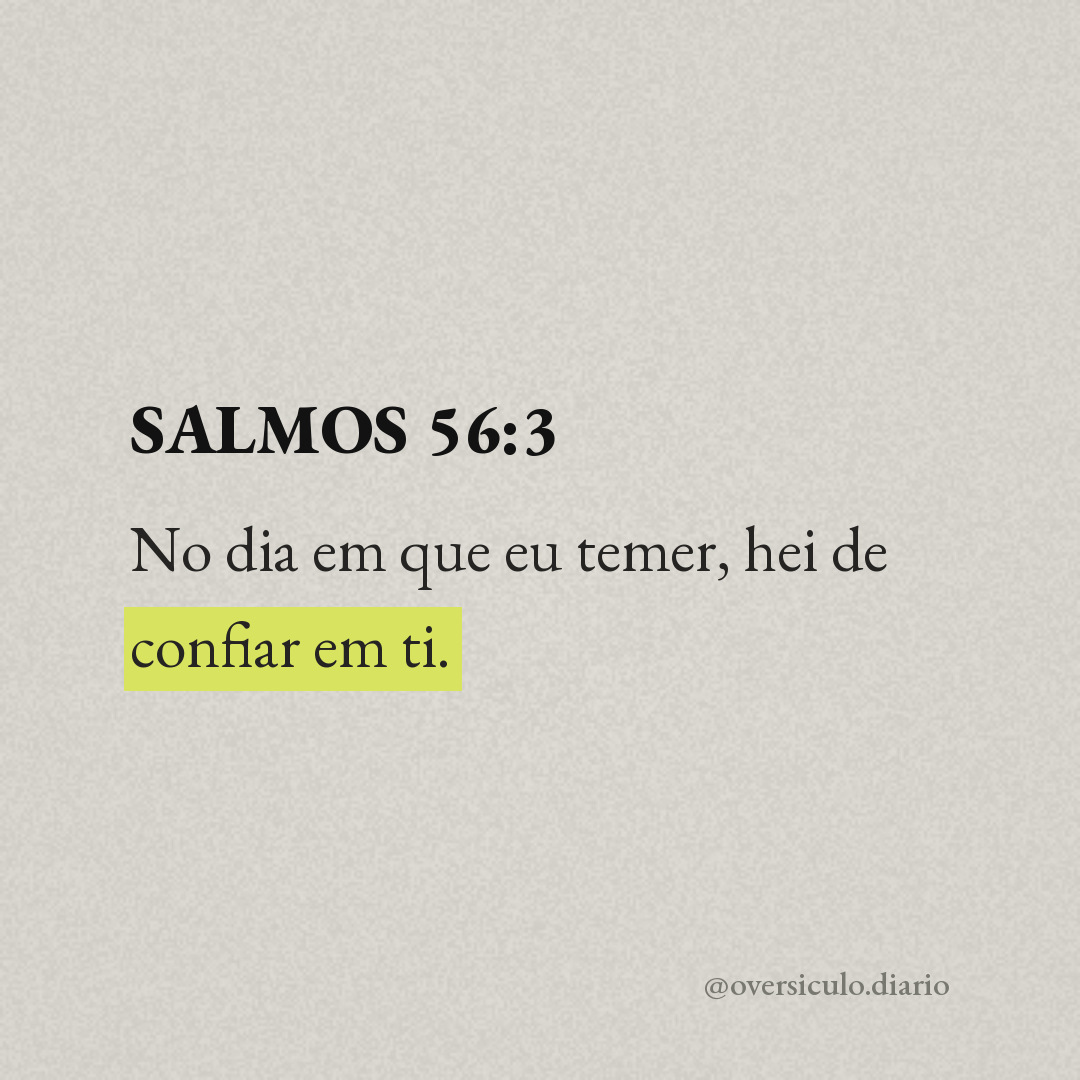 SALMOS 56:3
No dia em que eu temer, hei de
confiar em ti.
@oversiculo.diario